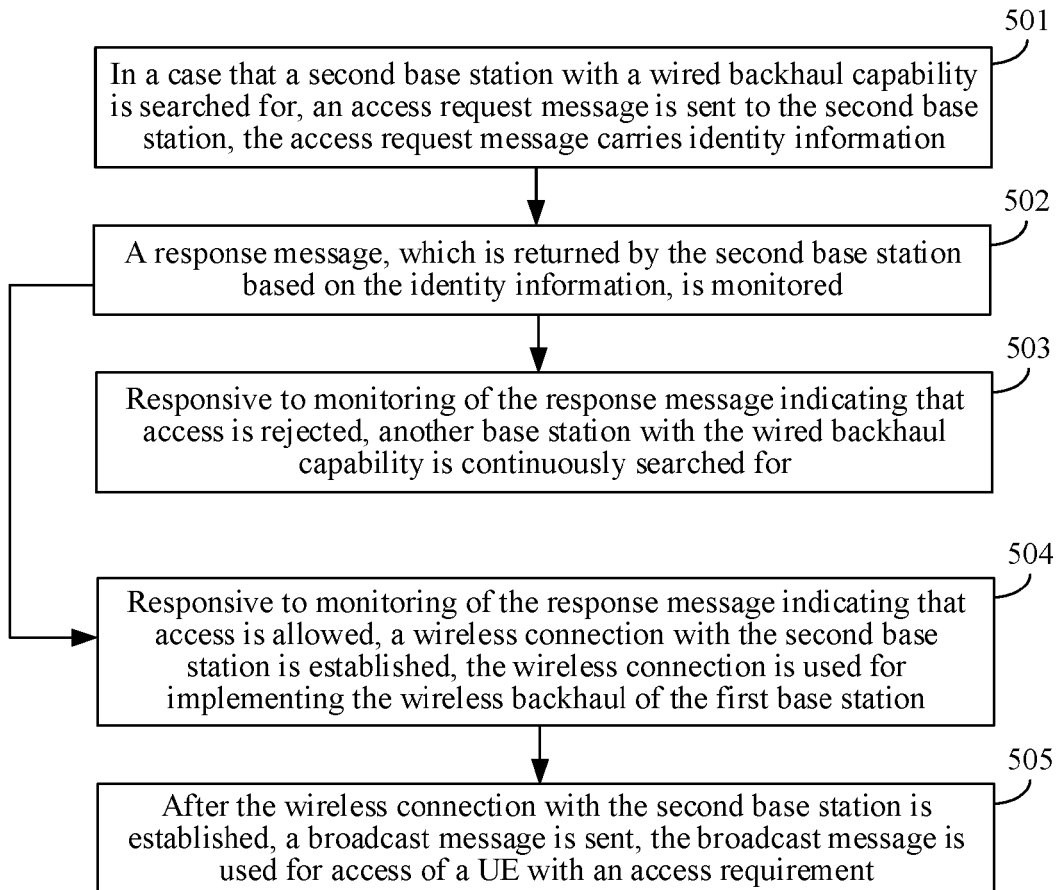 501
In a case that a second base station with a wired backhaul capability
is searched for, an access request message is sent to the second base
station, the access request message carries identity information
502
A response message, which is returned by the second base station
based on the identity information, is monitored
503
Responsive to monitoring of the response message indicating that
access is rejected, another base station with the wired backhaul
capability is continuously searched for
504
Responsive to monitoring of the response message indicating that
access is allowed, a wireless connection with the second base
station is established, the wireless connection is used for
implementing the wireless backhaul of the first base station
505
After the wireless connection with the second base station is
established, a broadcast message is sent, the broadcast message is
used for access of a UE with an access requirement